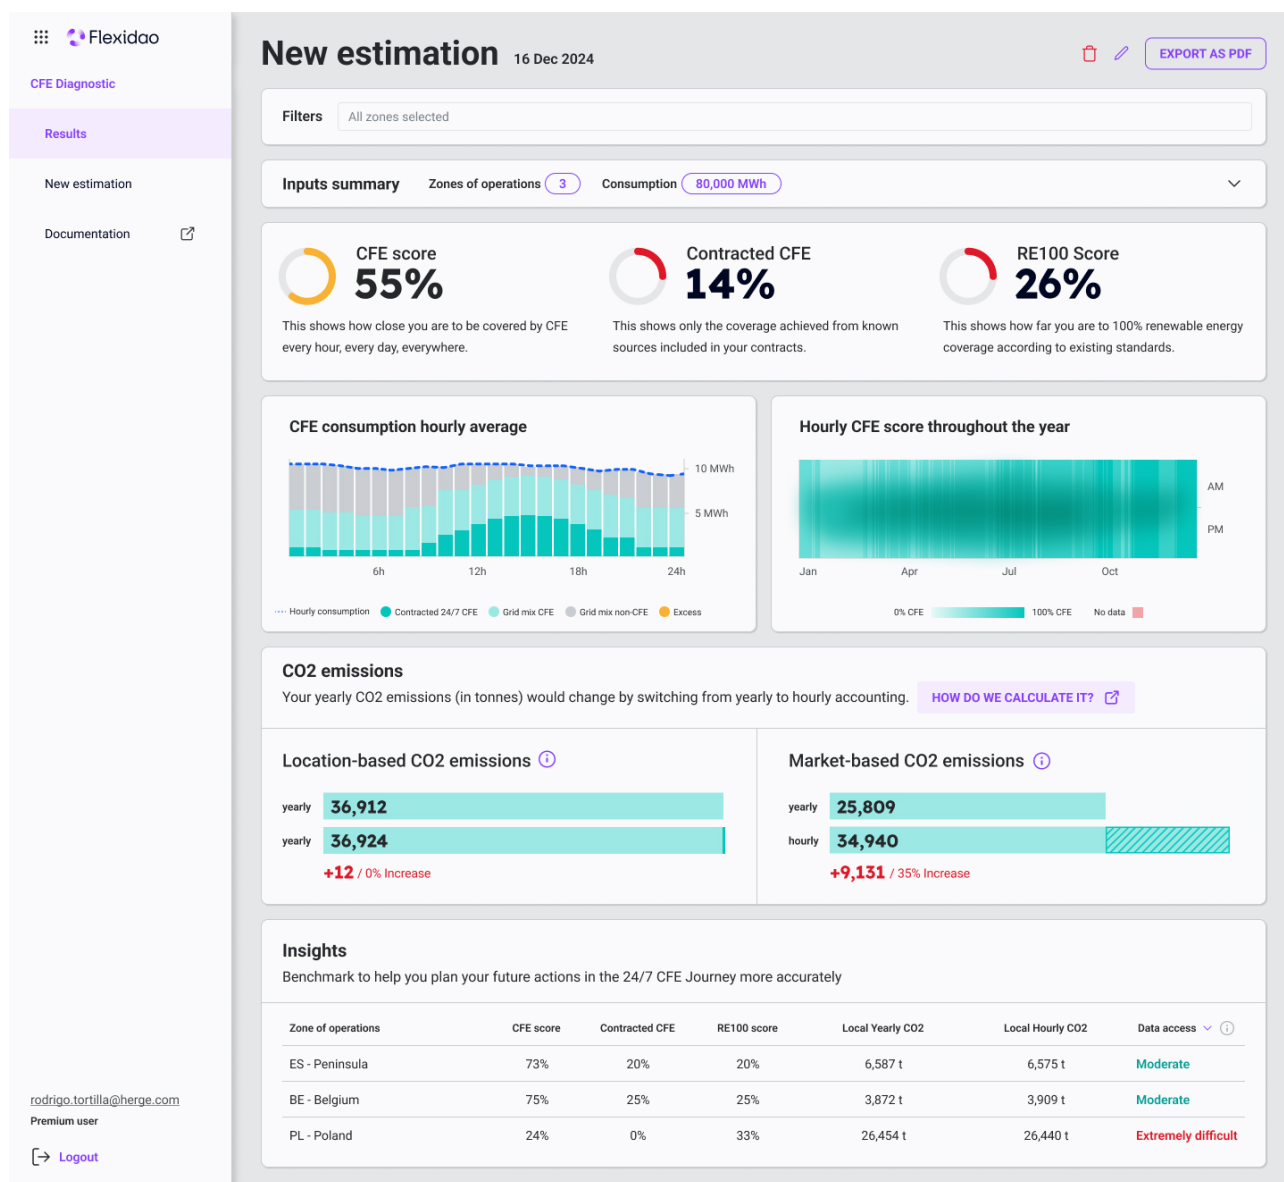 Flexidao
CFE Diagnostic
Results
New estimation
Documentation
rodrigo.tortilla@herge.com
Premium user
Logout
New estimation 16 Dec 2024
EXPORT AS PDF
Filters All zones selected
Inputs summary Zones of operations 3 Consumption 80,000 MWh
CFE score
55%
This shows how close you are to be covered by CFE
every hour, every day, everywhere.
Contracted CFE
14%
This shows only the coverage achieved from known
sources included in your contracts.
RE100 Score
26%
This shows how far you are to 100% renewable energy
coverage according to existing standards.
CFE consumption hourly average
10 MWh
5 MWh
6h 12h 18h 24h
Hourly consumption Contracted 24/7 CFE Grid mix CFE Grid mix non-CFE Excess
Hourly CFE score throughout the year
AM
PM
Jan Apr Jul Oct
0% CFE 100% CFE No data
CO2 emissions
Your yearly CO2 emissions (in tonnes) would change by switching from yearly to hourly accounting. HOW DO WE CALCULATE IT?
Location-based CO2 emissions
yearly 36,912
yearly 36,924
+12 / 0% Increase
Market-based CO2 emissions
yearly 25,809
hourly 34,940
+9,131 / 35% Increase
Insights
Benchmark to help you plan your future actions in the 24/7 CFE Journey more accurately
Zone of operations CFE score Contracted CFE RE100 score Local Yearly CO2 Local Hourly CO2 Data access
ES - Peninsula 73% 20% 20% 6,587 t 6,575 t Moderate
BE - Belgium 75% 25% 25% 3,872 t 3,909 t Moderate
PL - Poland 24% 0% 33% 26,454 t 26,440 t Extremely difficult